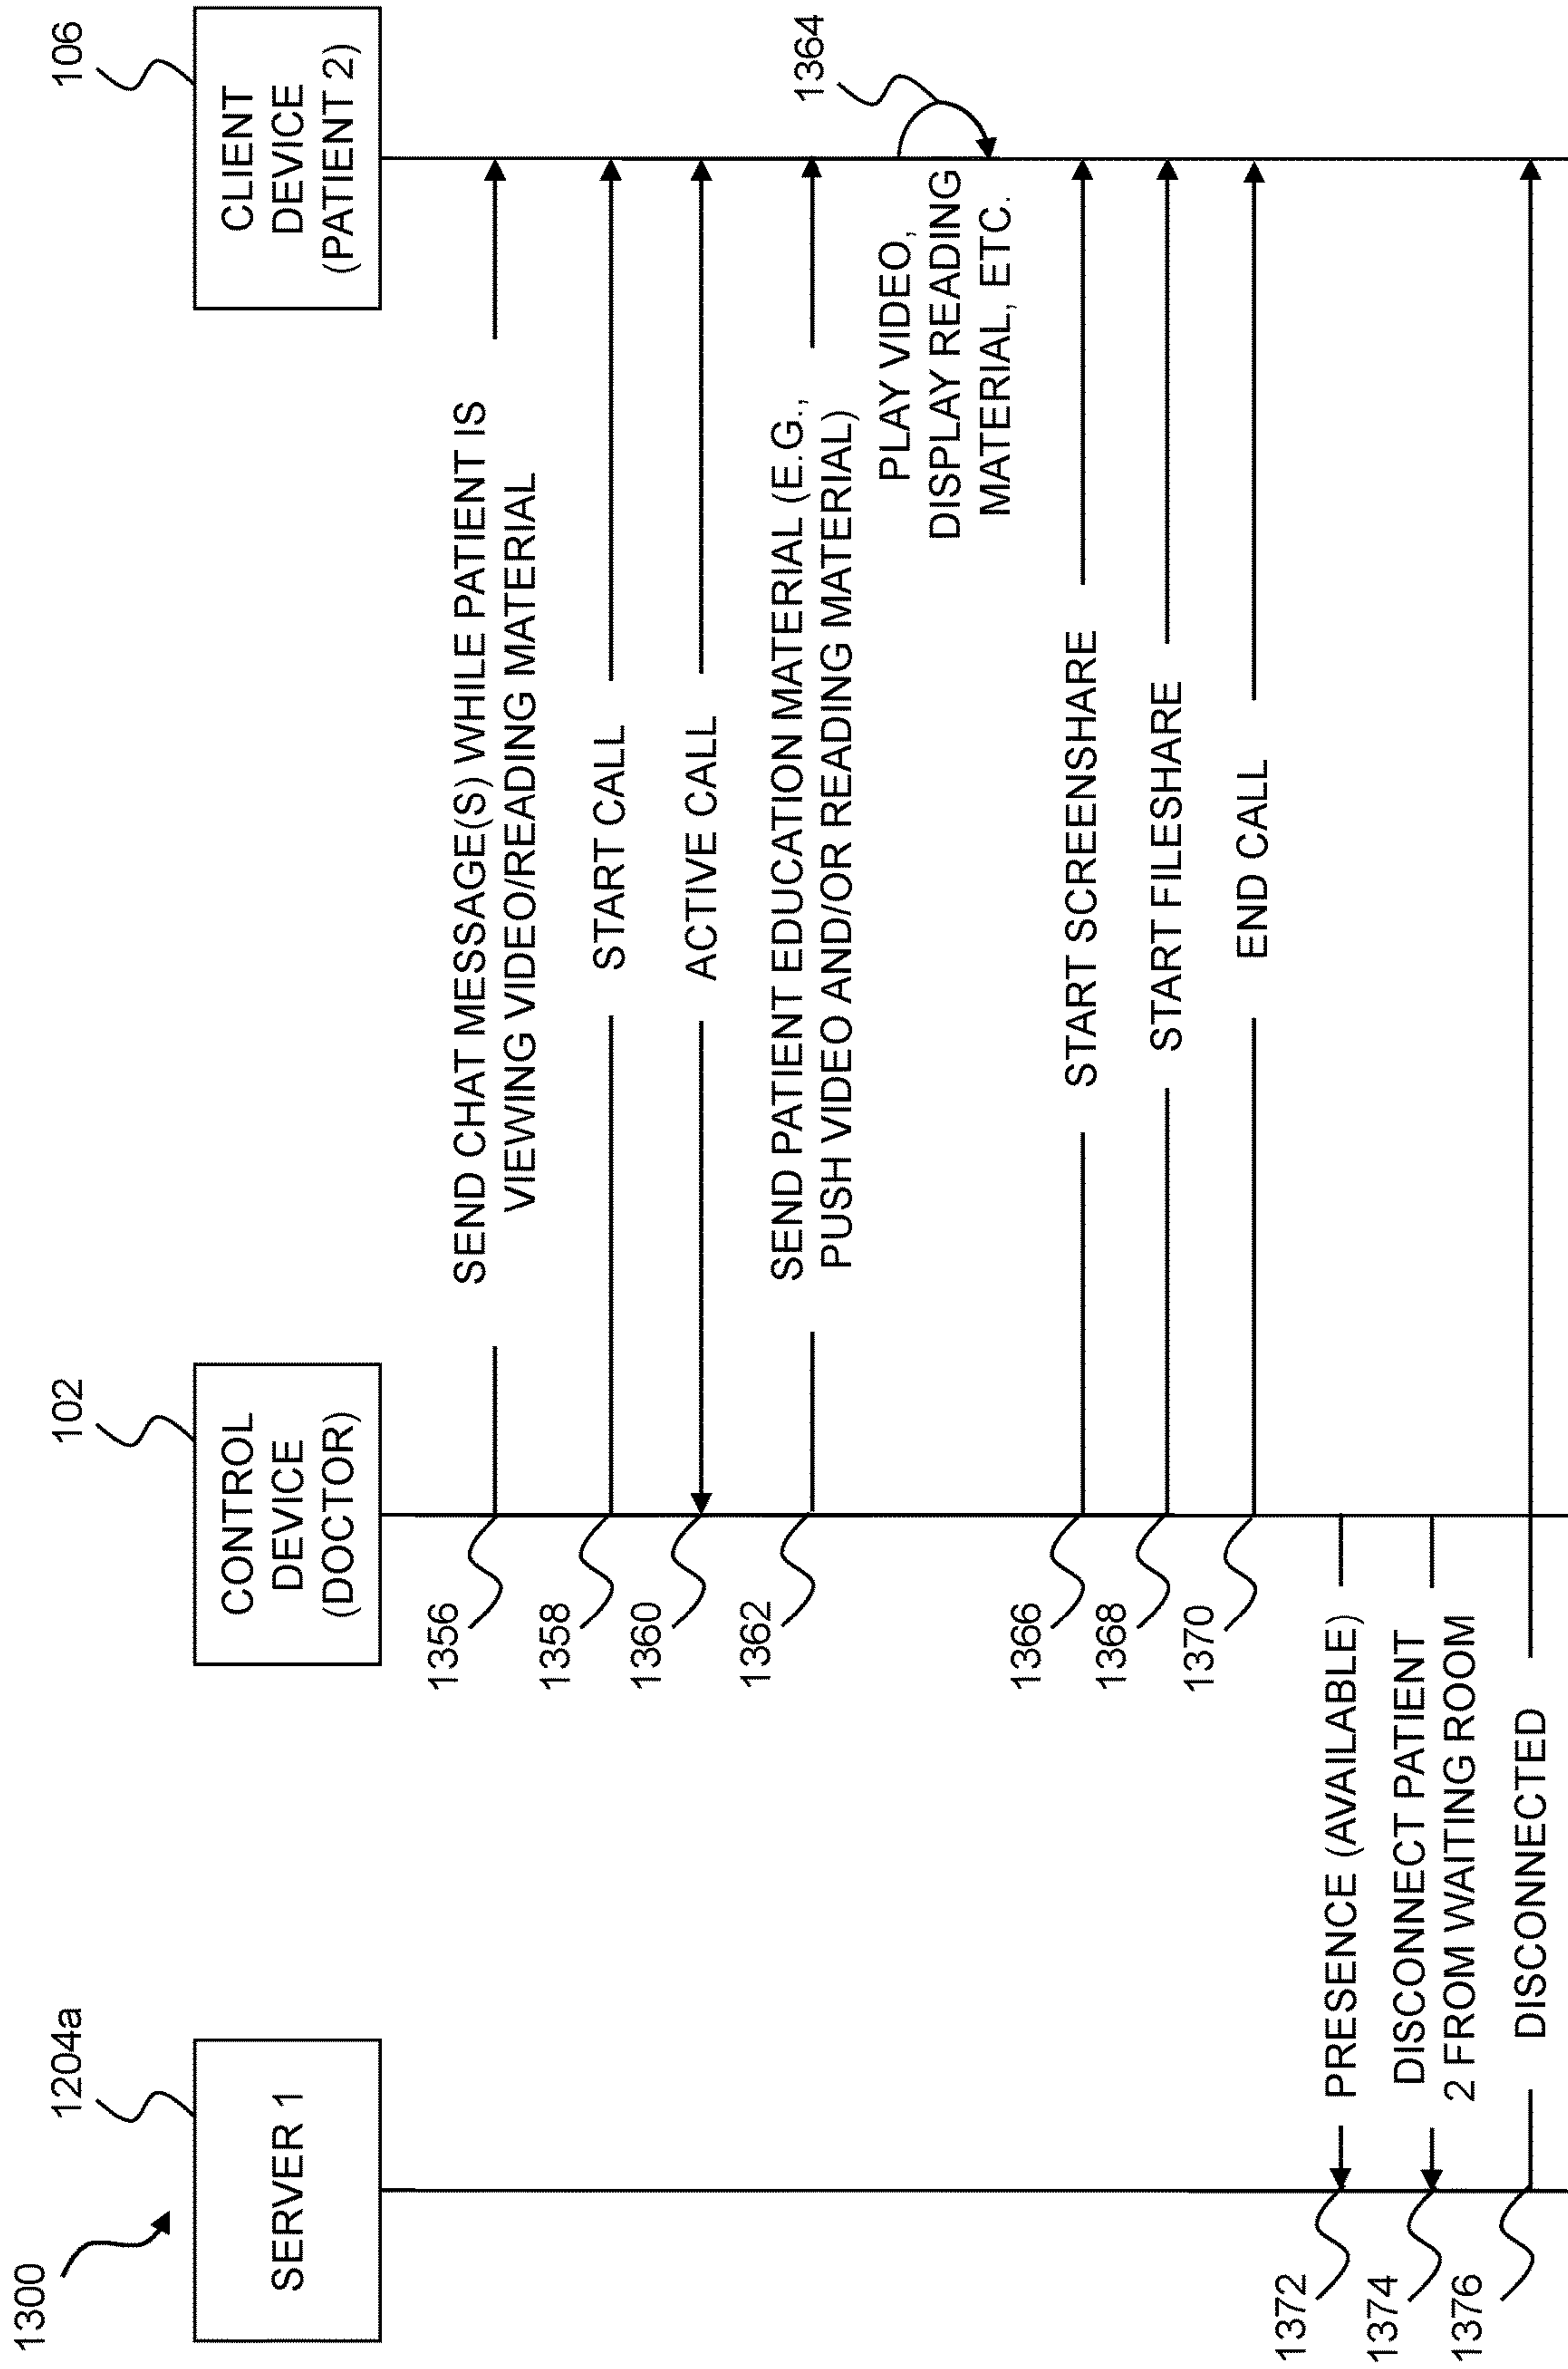 1300
1204a
SERVER 1
102
CONTROL
DEVICE
(DOCTOR)
106
CLIENT
DEVICE
(PATIENT 2)
1356
SEND CHAT MESSAGE(S) WHILE PATIENT IS
VIEWING VIDEO/READING MATERIAL
1358
START CALL
1360
ACTIVE CALL
1362
SEND PATIENT EDUCATION MATERIAL (E.G.,
PUSH VIDEO AND/OR READING MATERIAL)
1364
PLAY VIDEO,
DISPLAY READING
MATERIAL, ETC.
1366
START SCREENSHARE
1368
START FILESHARE
1370
END CALL
1372
PRESENCE (AVAILABLE)
1374
DISCONNECT PATIENT
2 FROM WAITING ROOM
1376
DISCONNECTED